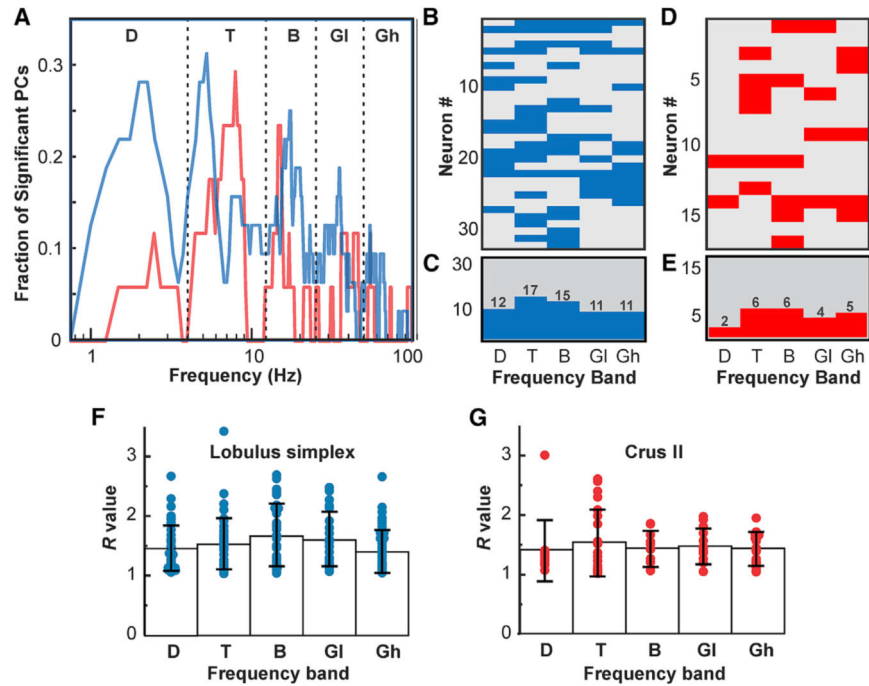 A
D T B Gl Gh
Fraction of Significant PCs
0.3
0.2
0.1
0
1 10 100
Frequency (Hz)
B
Neuron #
10
20
30
C
30
10
12 17 15 11 11
D T B Gl Gh
Frequency Band
D
Neuron #
5
10
15
E
15
5
2 6 6 4 5
D T B Gl Gh
Frequency Band
F
Lobulus simplex
R value
3
2
1
0
D T B Gl Gh
Frequency band
G
Crus II
R value
3
2
1
0
D T B Gl Gh
Frequency band